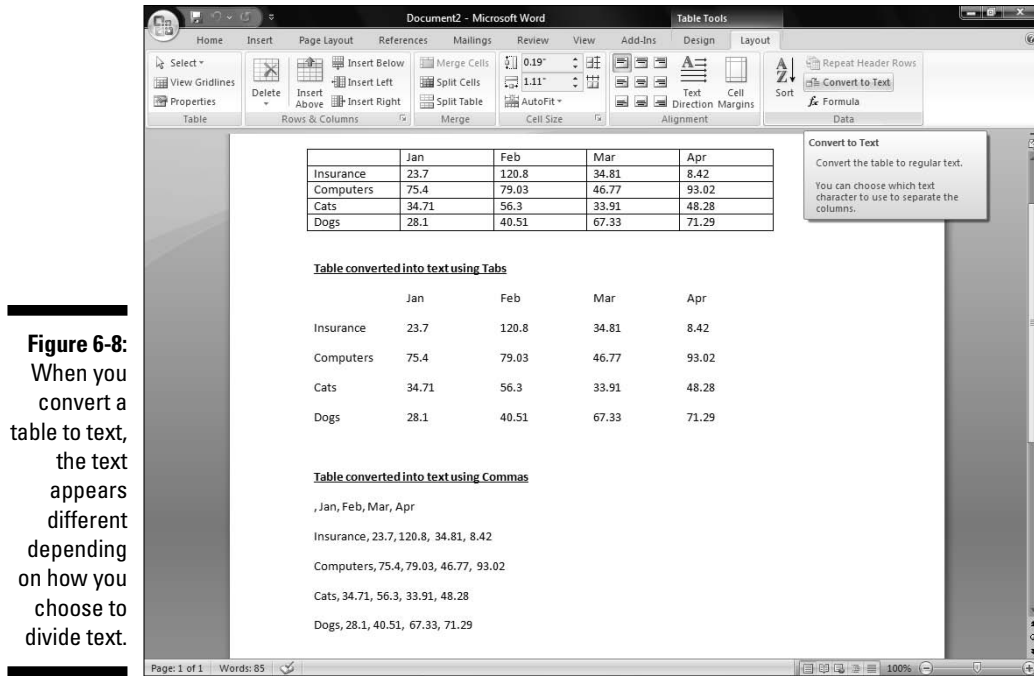 Document2 - Microsoft Word
Table Tools
Home Insert Page Layout References Mailings Review View Add-Ins Design Layout
Select
View Gridlines
Properties
Table
Delete
Insert Above
Insert Below
Insert Left
Insert Right
Rows & Columns
Merge Cells
Split Cells
Split Table
Merge
0.19"
1.11"
AutoFit
Cell Size
Text Direction
Cell Margins
Alignment
Sort
Repeat Header Rows
Convert to Text
fx Formula
Data
Convert to Text
Convert the table to regular text.
You can choose which text
character to use to separate the
columns.
Jan Feb Mar Apr
Insurance 23.7 120.8 34.81 8.42
Computers 75.4 79.03 46.77 93.02
Cats 34.71 56.3 33.91 48.28
Dogs 28.1 40.51 67.33 71.29
Table converted into text using Tabs
Jan Feb Mar Apr
Insurance 23.7 120.8 34.81 8.42
Computers 75.4 79.03 46.77 93.02
Cats 34.71 56.3 33.91 48.28
Dogs 28.1 40.51 67.33 71.29
Table converted into text using Commas
, Jan, Feb, Mar, Apr
Insurance, 23.7, 120.8, 34.81, 8.42
Computers, 75.4, 79.03, 46.77, 93.02
Cats, 34.71, 56.3, 33.91, 48.28
Dogs, 28.1, 40.51, 67.33, 71.29
Page: 1 of 1 Words: 85 100%
Figure 6-8:
When you
convert a
table to text,
the text
appears
different
depending
on how you
choose to
divide text.